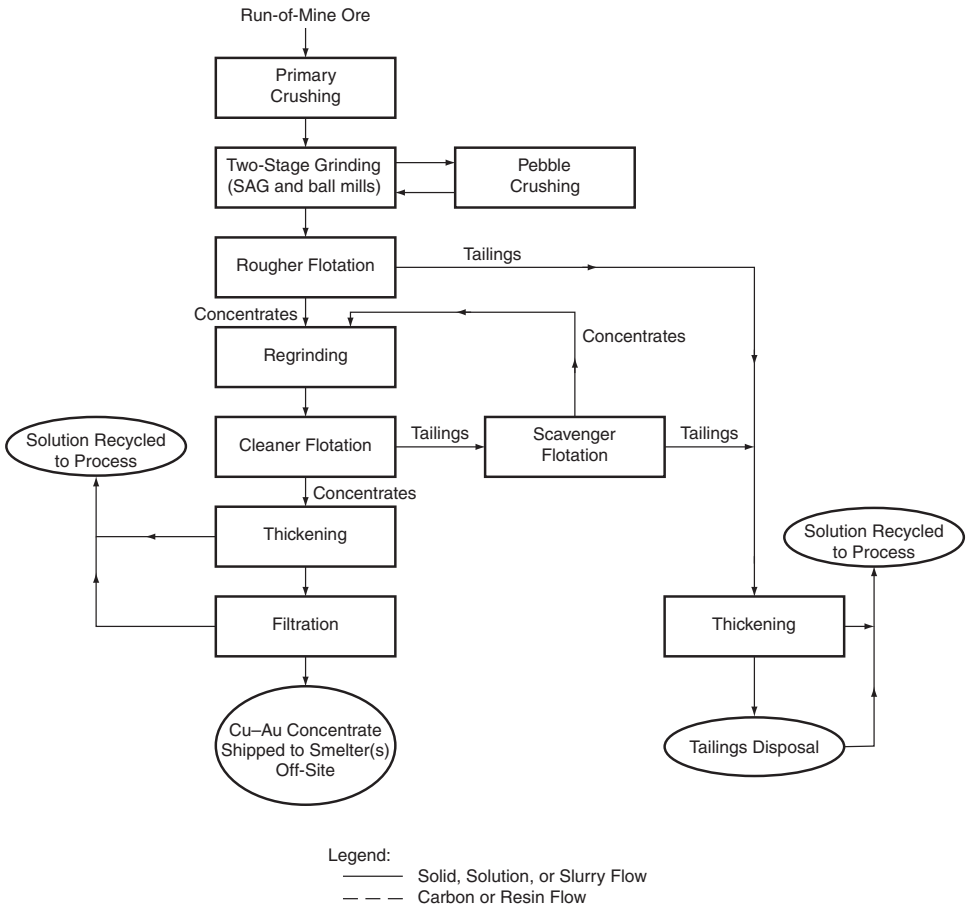 Run-of-Mine Ore
Primary
Crushing
Two-Stage Grinding
(SAG and ball mills)
Pebble
Crushing
Rougher Flotation
Tailings
Concentrates
Regrinding
Concentrates
Cleaner Flotation
Tailings
Scavenger
Flotation
Tailings
Solution Recycled
to Process
Concentrates
Thickening
Solution Recycled
to Process
Filtration
Thickening
Cu–Au Concentrate
Shipped to Smelter(s)
Off-Site
Tailings Disposal
Legend:
Solid, Solution, or Slurry Flow
Carbon or Resin Flow